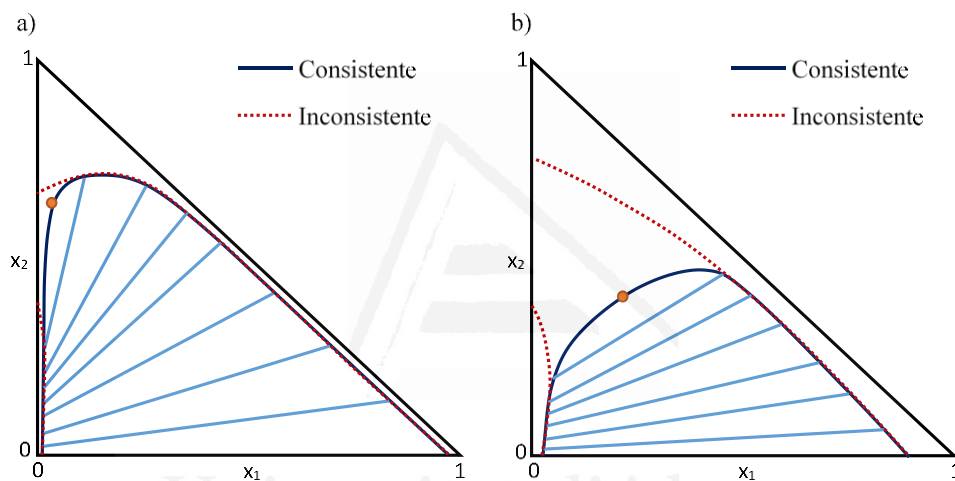 a)
1
Consistente
Inconsistente
x2
0
0
x1
1
b)
1
Consistente
Inconsistente
x2
0
0
x1
1